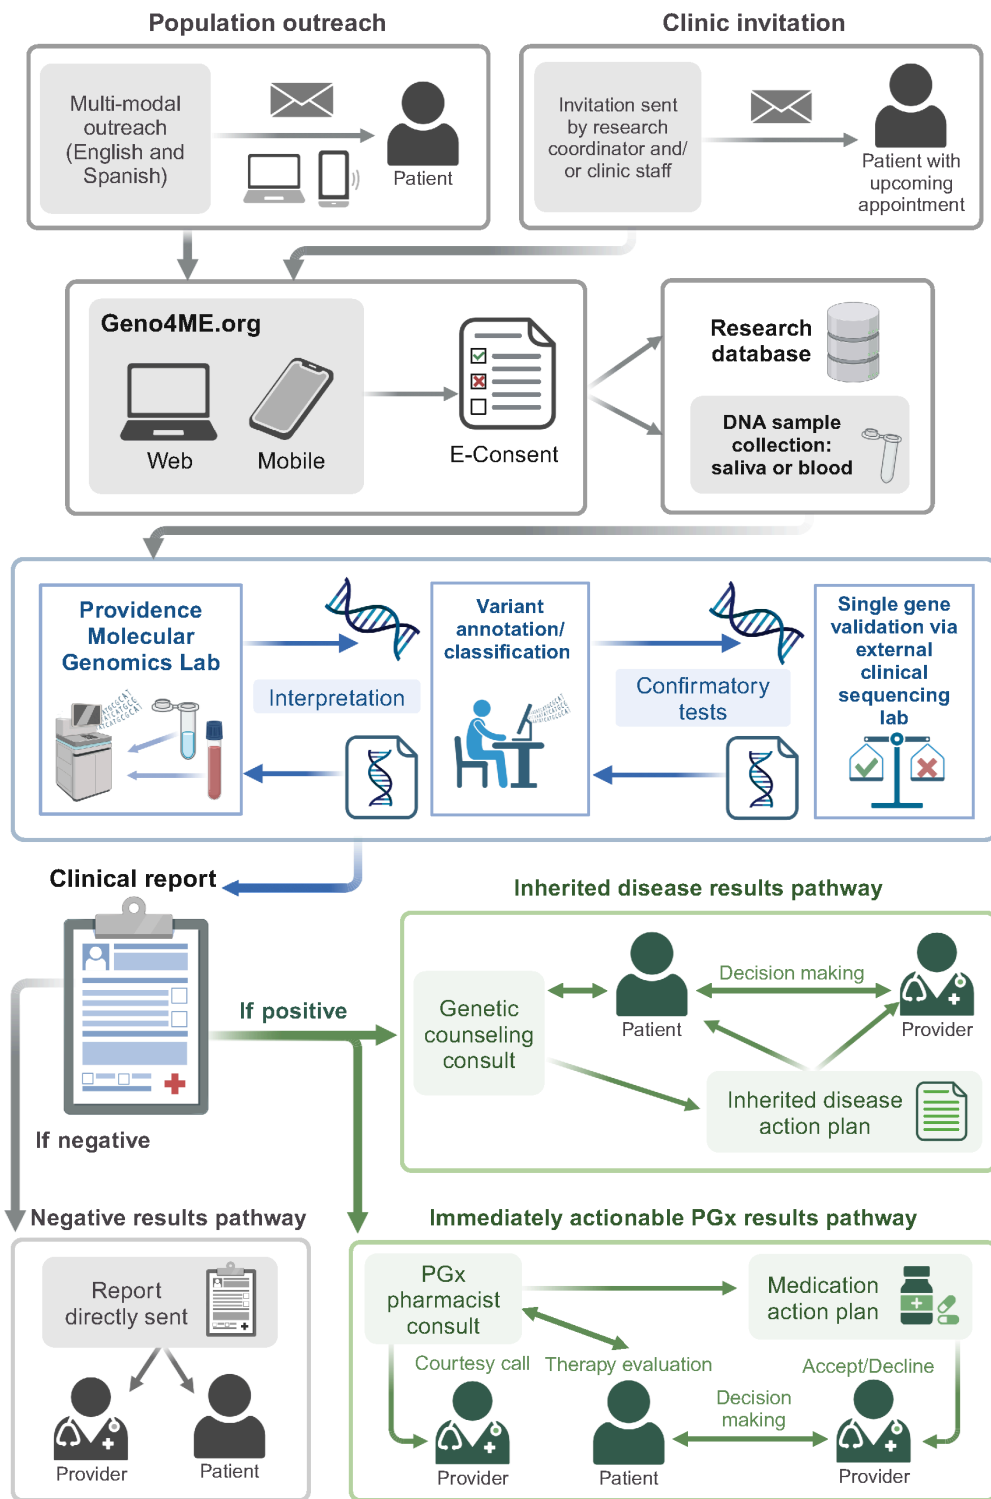 Population outreach
Clinic invitation
Multi-modal
outreach
(English and
Spanish)
Patient
Invitation sent
by research
coordinator and/
or clinic staff
Patient with
upcoming
appointment
Geno4ME.org
Web
Mobile
E-Consent
Research
database
DNA sample
collection:
saliva or blood
Providence
Molecular
Genomics Lab
Interpretation
Variant
annotation/
classification
Confirmatory
tests
Single gene
validation via
external
clinical
sequencing
lab
Clinical report
If positive
If negative
Inherited disease results pathway
Genetic
counseling
consult
Patient
Decision making
Provider
Inherited disease
action plan
Negative results pathway
Report
directly sent
Provider
Patient
Immediately actionable PGx results pathway
PGx
pharmacist
consult
Medication
action plan
Courtesy call
Therapy evaluation
Accept/Decline
Decision
making
Provider
Patient
Provider